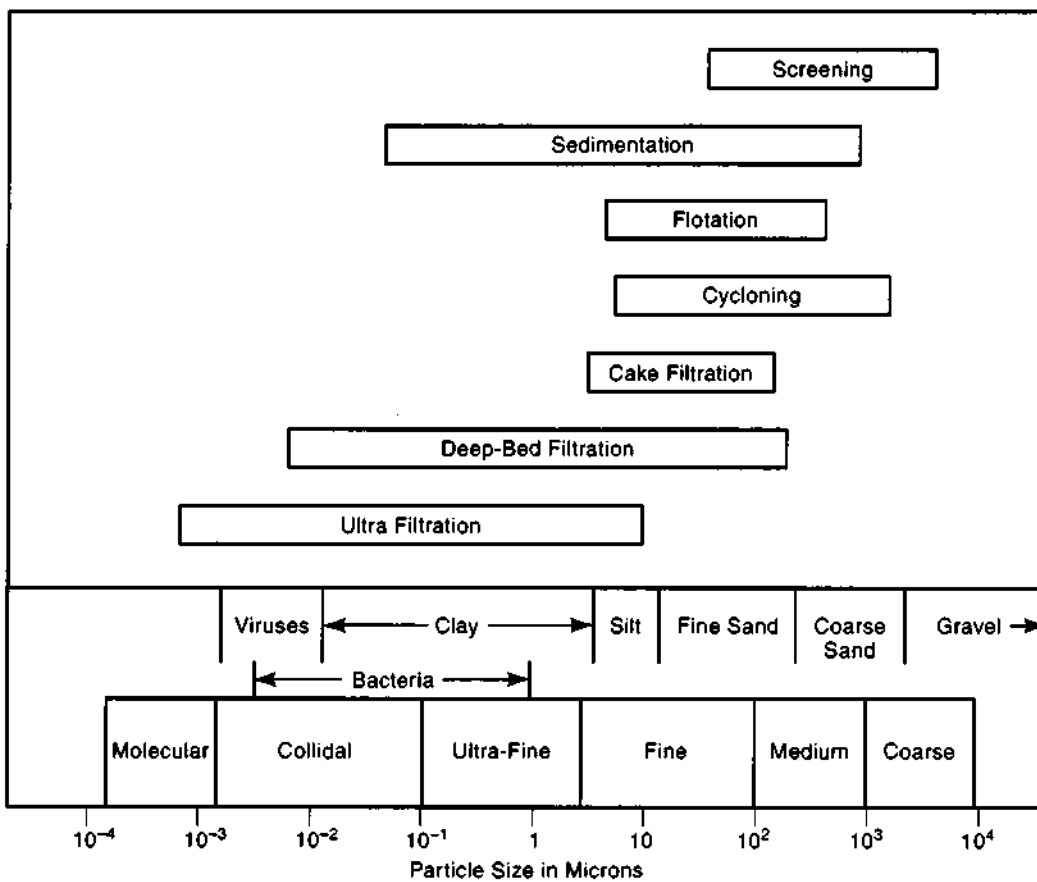 Screening
Sedimentation
Flotation
Cycloning
Cake Filtration
Deep-Bed Filtration
Ultra Filtration
Viruses
Clay
Silt
Fine Sand
Coarse
Sand
Gravel
Bacteria
Molecular
Collidal
Ultra-Fine
Fine
Medium
Coarse
10⁻⁴ 10⁻³ 10⁻² 10⁻¹ 1 10 10² 10³ 10⁴
Particle Size in Microns